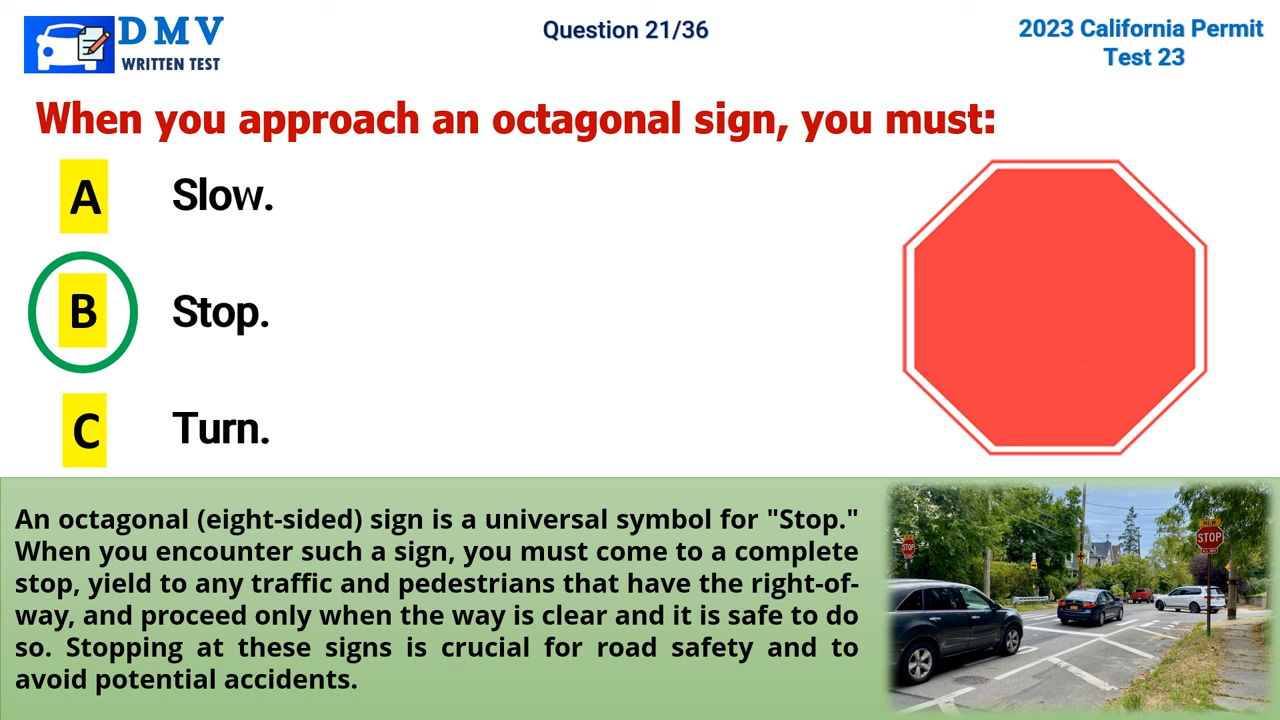 DMV
WRITTEN TEST
Question 21/36
2023 California Permit
Test 23
When you approach an octagonal sign, you must:
A Slow.
B Stop.
C Turn.
An octagonal (eight-sided) sign is a universal symbol for "Stop."
When you encounter such a sign, you must come to a complete
stop, yield to any traffic and pedestrians that have the right-of-
way, and proceed only when the way is clear and it is safe to do
so. Stopping at these signs is crucial for road safety and to
avoid potential accidents.
STOP
STOP